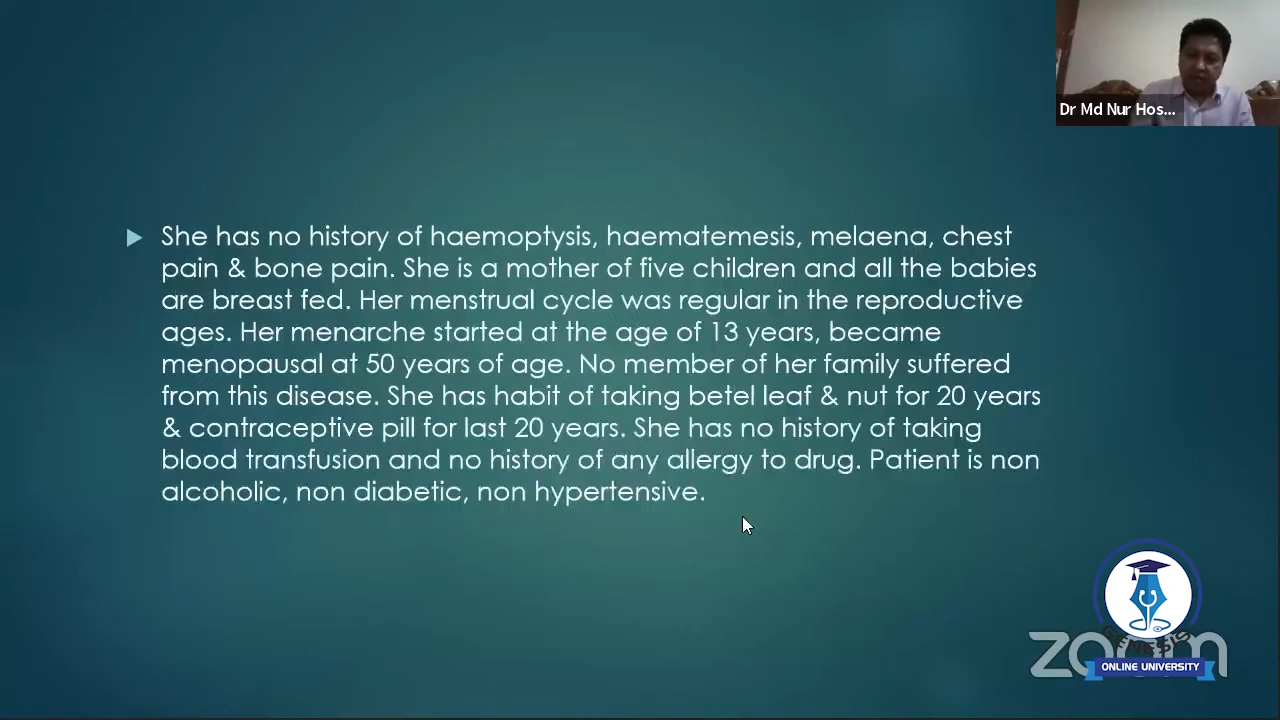 Dr Md Nur Hos...
She has no history of haemoptysis, haematemesis, melaena, chest
pain & bone pain. She is a mother of five children and all the babies
are breast fed. Her menstrual cycle was regular in the reproductive
ages. Her menarche started at the age of 13 years, became
menopausal at 50 years of age. No member of her family suffered
from this disease. She has habit of taking betel leaf & nut for 20 years
& contraceptive pill for last 20 years. She has no history of taking
blood transfusion and no history of any allergy to drug. Patient is non
alcoholic, non diabetic, non hypertensive.
GENESIS
zoom
ONLINE UNIVERSITY